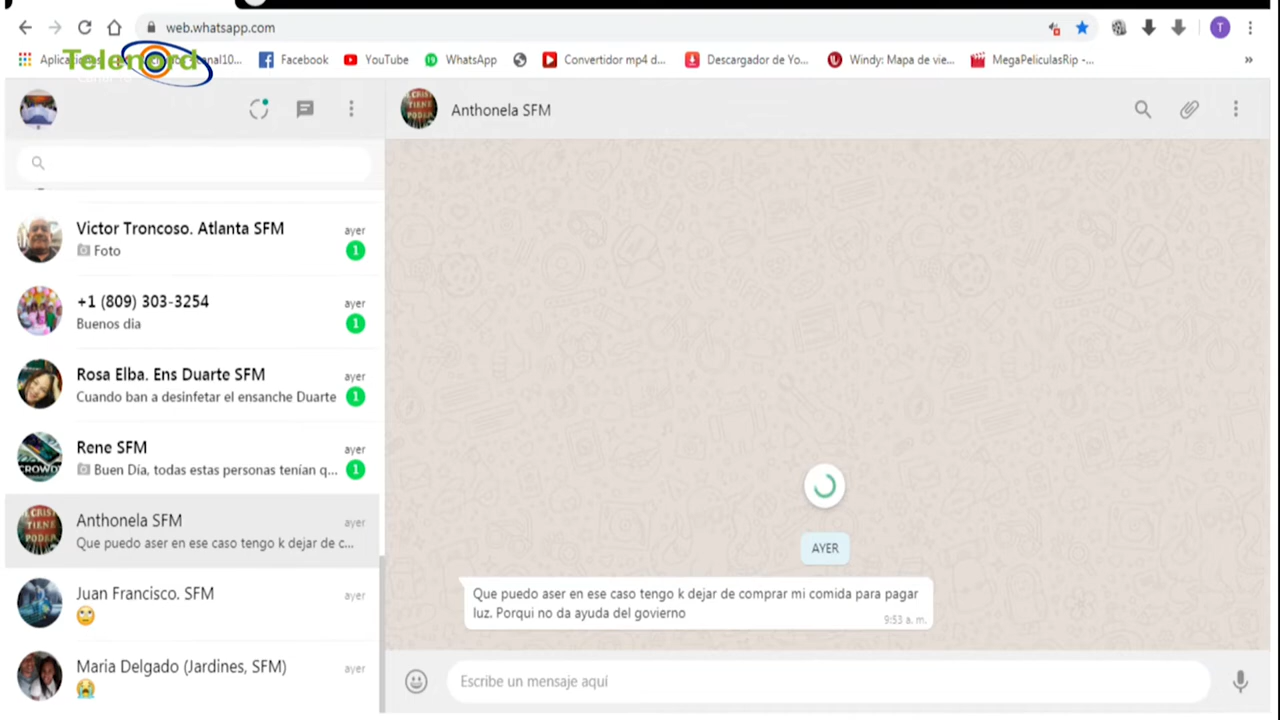 web.whatsapp.com
T
Telenord
Canal 10
Facebook
YouTube
WhatsApp
Convertidor mp4 d...
Descargador de Yo...
Windy: Mapa de vie...
MegaPeliculasRip -...
»
Anthonela SFM
Victor Troncoso. Atlanta SFM
ayer
Foto
1
+1 (809) 303-3254
ayer
Buenos dia
1
Rosa Elba. Ens Duarte SFM
ayer
Cuando ban a desinfetar el ensanche Duarte
1
Rene SFM
ayer
Buen Día, todas estas personas tenían q...
1
CROWD
Anthonela SFM
ayer
Que puedo aser en ese caso tengo k dejar de c...
Juan Francisco. SFM
ayer
🙄
Maria Delgado (Jardines, SFM)
ayer
😭
AYER
Que puedo aser en ese caso tengo k dejar de comprar mi comida para pagar
luz. Porqui no da ayuda del govierno
9:53 a. m.
Escribe un mensaje aquí